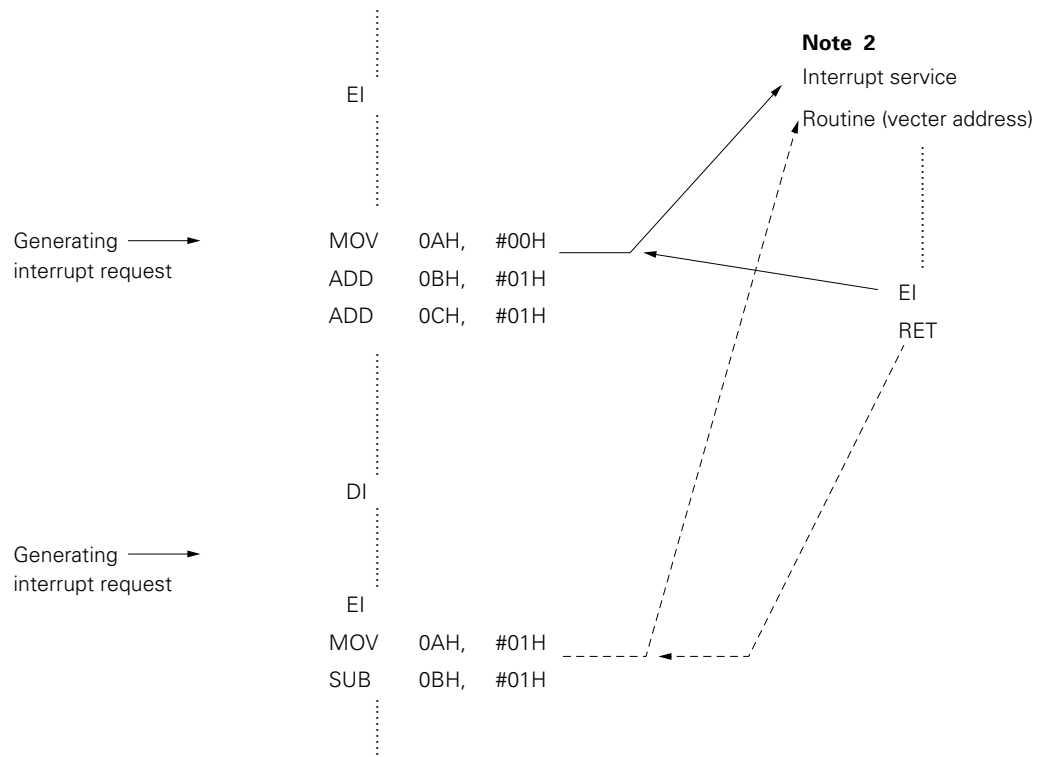 Note 2
Interrupt service
Routine (vecter address)
EI
Generating
interrupt request
MOV 0AH, #00H
ADD 0BH, #01H
ADD 0CH, #01H
EI
RET
DI
Generating
interrupt request
EI
MOV 0AH, #01H
SUB 0BH, #01H